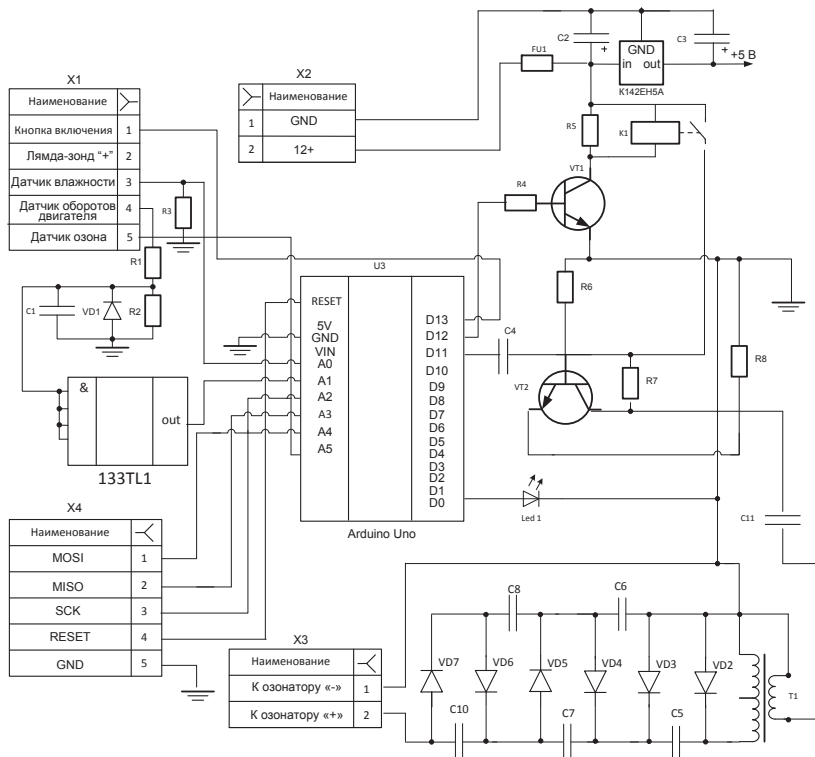 X1
Наименование
Кнопка включения 1
Лямда-зонд "+" 2
Датчик влажности 3
Датчик оборотов
двигателя 4
Датчик озона 5
X2
Наименование
1 GND
2 12+
FU1
C2
+
GND
in out
К142ЕН5А
C3
+
+5 В
R5
K1
VT1
R4
R3
R1
R2
C1
VD1
&
out
133TL1
U3
RESET
5V
GND
VIN
A0
A1
A2
A3
A4
A5
D13
D12
D11
D10
D9
D8
D7
D6
D5
D4
D3
D2
D1
D0
Arduino Uno
C4
R6
VT2
R7
R8
Led 1
C11
X4
Наименование
MOSI 1
MISO 2
SCK 3
RESET 4
GND 5
X3
Наименование
К озонатору «-» 1
К озонатору «+» 2
C8
C6
VD7
VD6
VD5
VD4
VD3
VD2
C10
C7
C5
T1